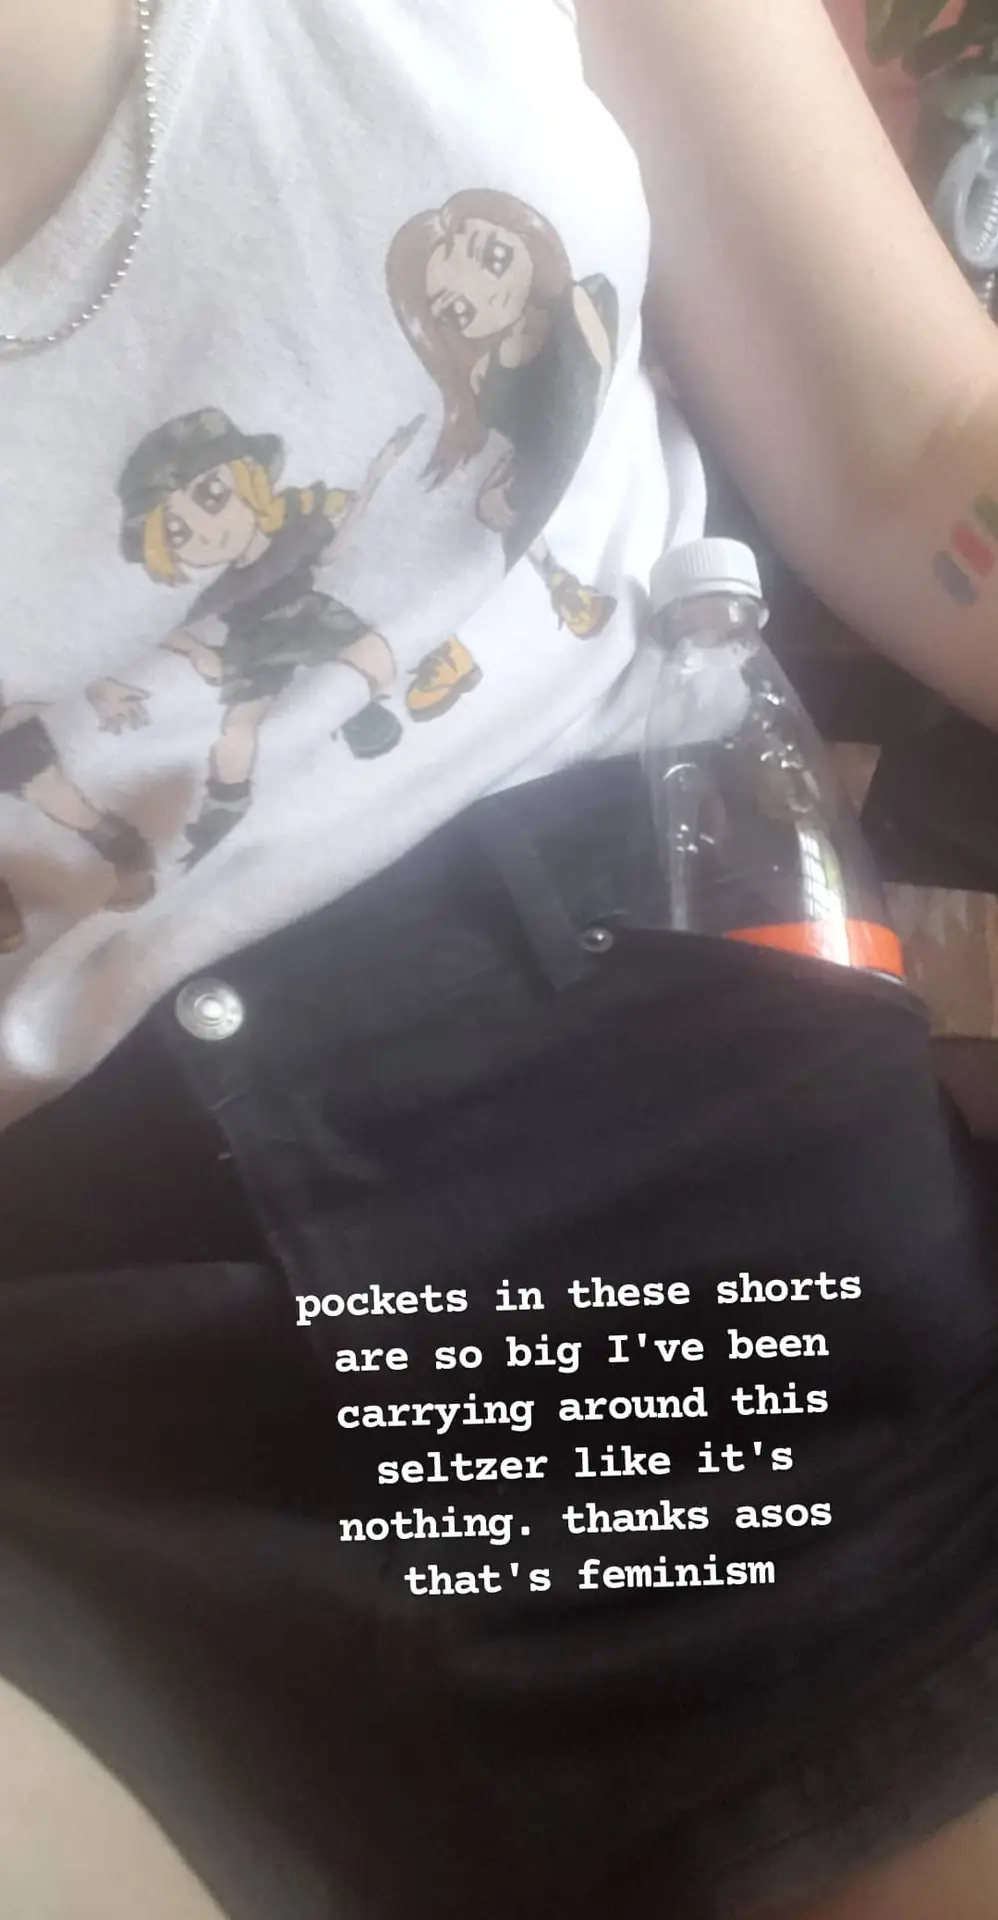 pockets in these shorts
are so big I've been
carrying around this
seltzer like it's
nothing. thanks asos
that's feminism